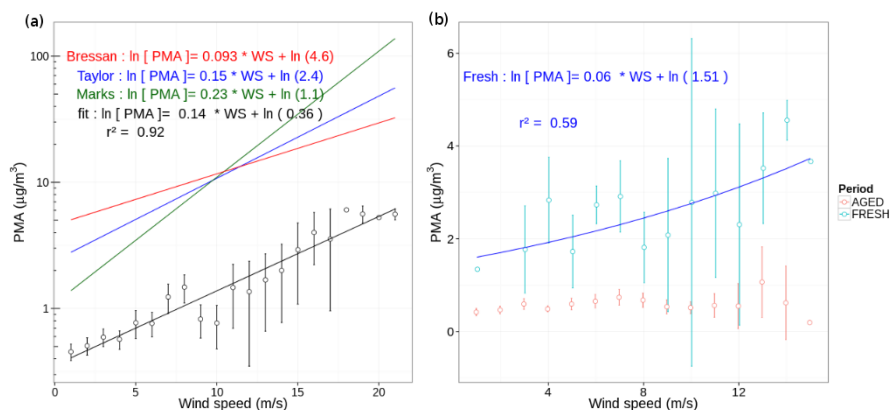 (a)
Bressan : ln [ PMA ]= 0.093 * WS + ln (4.6)
Taylor : ln [ PMA ]= 0.15 * WS + ln (2.4)
Marks : ln [ PMA ]= 0.23 * WS + ln (1.1)
fit : ln [ PMA ]= 0.14 * WS + ln ( 0.36 )
r² = 0.92
PMA (µg/m³)
100
10
1
0
5
10
15
20
Wind speed (m/s)
(b)
Fresh : ln [ PMA ]= 0.06 * WS + ln ( 1.51 )
r² = 0.59
PMA (µg/m³)
6
4
2
0
4
8
12
Wind speed (m/s)
Period
AGED
FRESH